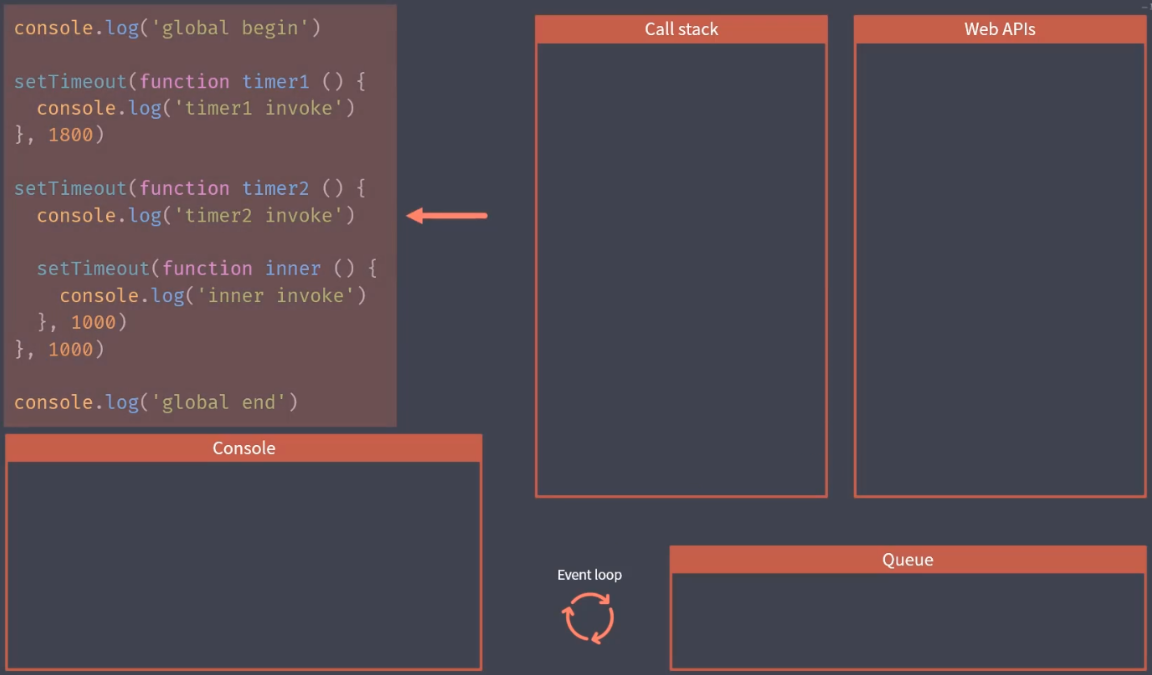 console.log('global begin')
setTimeout(function timer1 () {
  console.log('timer1 invoke')
}, 1800)
setTimeout(function timer2 () {
  console.log('timer2 invoke')
  setTimeout(function inner () {
    console.log('inner invoke')
  }, 1000)
}, 1000)
console.log('global end')
Console
Call stack
Web APIs
Event loop
Queue